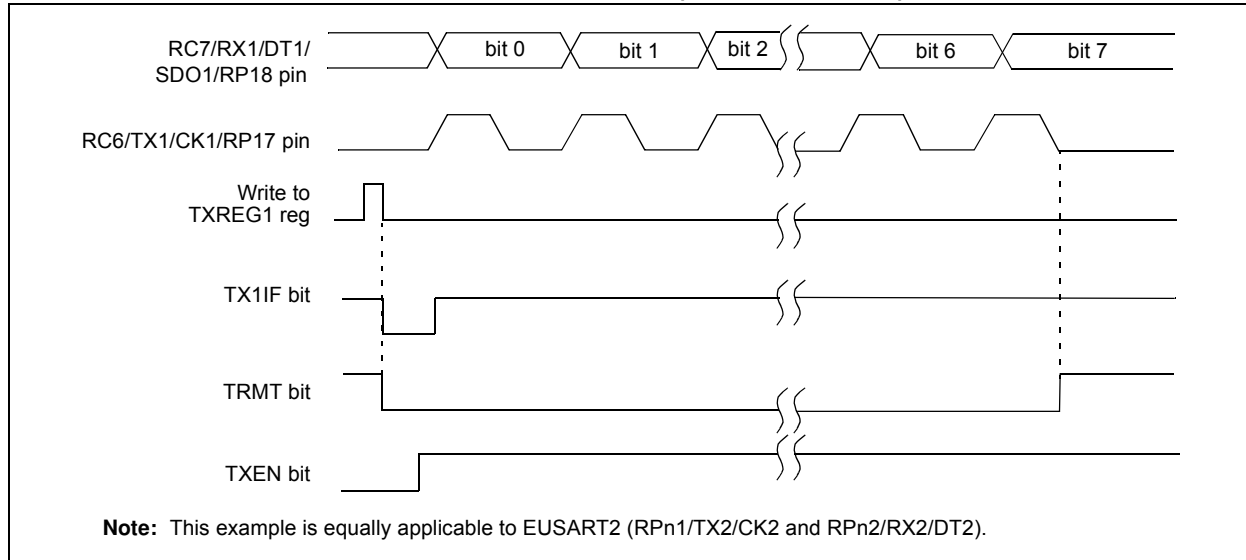 RC7/RX1/DT1/
SDO1/RP18 pin
bit 0
bit 1
bit 2
bit 6
bit 7
RC6/TX1/CK1/RP17 pin
Write to
TXREG1 reg
TX1IF bit
TRMT bit
TXEN bit
Note: This example is equally applicable to EUSART2 (RPn1/TX2/CK2 and RPn2/RX2/DT2).